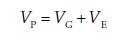 V_P = V_G + V_E